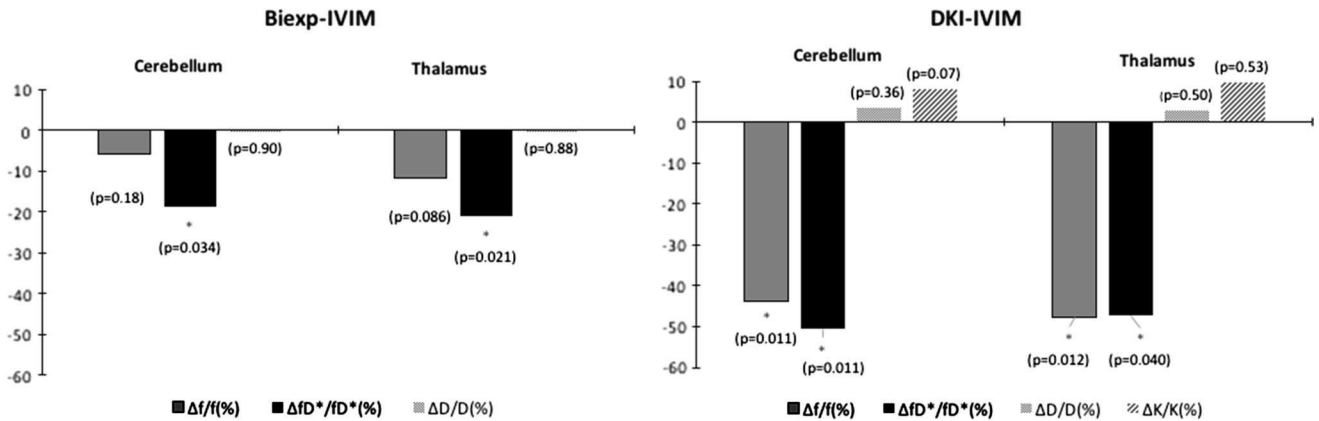 Biexp-IVIM
Cerebellum
Thalamus
10
0
-10
-20
-30
-40
-50
-60
(p=0.18)
*
(p=0.034)
(p=0.90)
(p=0.086)
*
(p=0.021)
(p=0.88)
Δf/f(%) ΔfD*/fD*(%) ΔD/D(%)
DKI-IVIM
Cerebellum
Thalamus
10
0
-10
-20
-30
-40
-50
-60
(p=0.36)
(p=0.07)
(p=0.50)
(p=0.53)
*
(p=0.011)
*
(p=0.011)
*
(p=0.012)
*
(p=0.040)
Δf/f(%) ΔfD*/fD*(%) ΔD/D(%) ΔK/K(%)